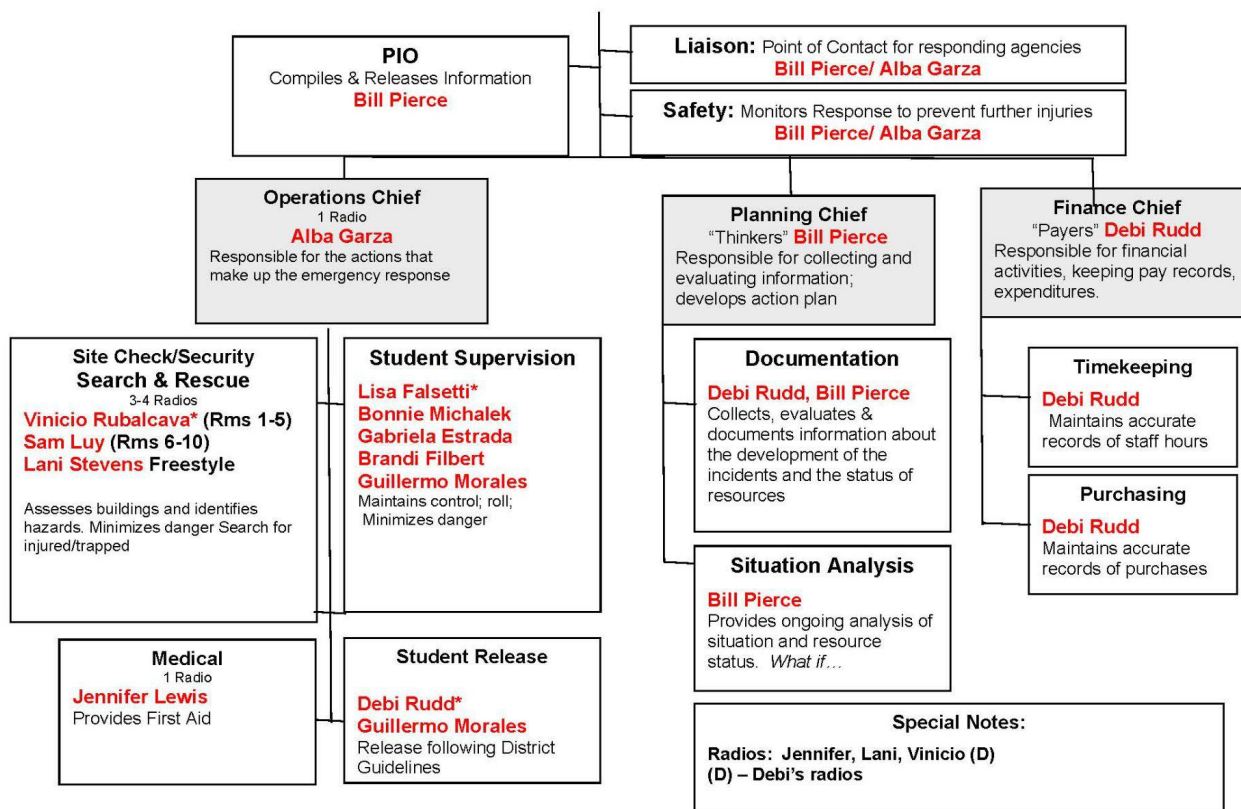 PIO
Compiles & Releases Information
Bill Pierce
Liaison: Point of Contact for responding agencies
Bill Pierce/ Alba Garza
Safety: Monitors Response to prevent further injuries
Bill Pierce/ Alba Garza
Operations Chief
1 Radio
Alba Garza
Responsible for the actions that
make up the emergency response
Planning Chief
“Thinkers” Bill Pierce
Responsible for collecting and
evaluating information;
develops action plan
Finance Chief
“Payers” Debi Rudd
Responsible for financial
activities, keeping pay records,
expenditures.
Site Check/Security
Search & Rescue
3-4 Radios
Vinicio Rubalcava* (Rms 1-5)
Sam Luy (Rms 6-10)
Lani Stevens Freestyle
Assesses buildings and identifies
hazards. Minimizes danger Search for
injured/trapped
Student Supervision
Lisa Falsetti*
Bonnie Michalek
Gabriela Estrada
Brandi Filbert
Guillermo Morales
Maintains control; roll;
Minimizes danger
Documentation
Debi Rudd, Bill Pierce
Collects, evaluates &
documents information about
the development of the
incidents and the status of
resources
Timekeeping
Debi Rudd
Maintains accurate
records of staff hours
Purchasing
Debi Rudd
Maintains accurate
records of purchases
Situation Analysis
Bill Pierce
Provides ongoing analysis of
situation and resource
status. What if…
Medical
1 Radio
Jennifer Lewis
Provides First Aid
Student Release
Debi Rudd*
Guillermo Morales
Release following District
Guidelines
Special Notes:
Radios: Jennifer, Lani, Vinicio (D)
(D) – Debi’s radios